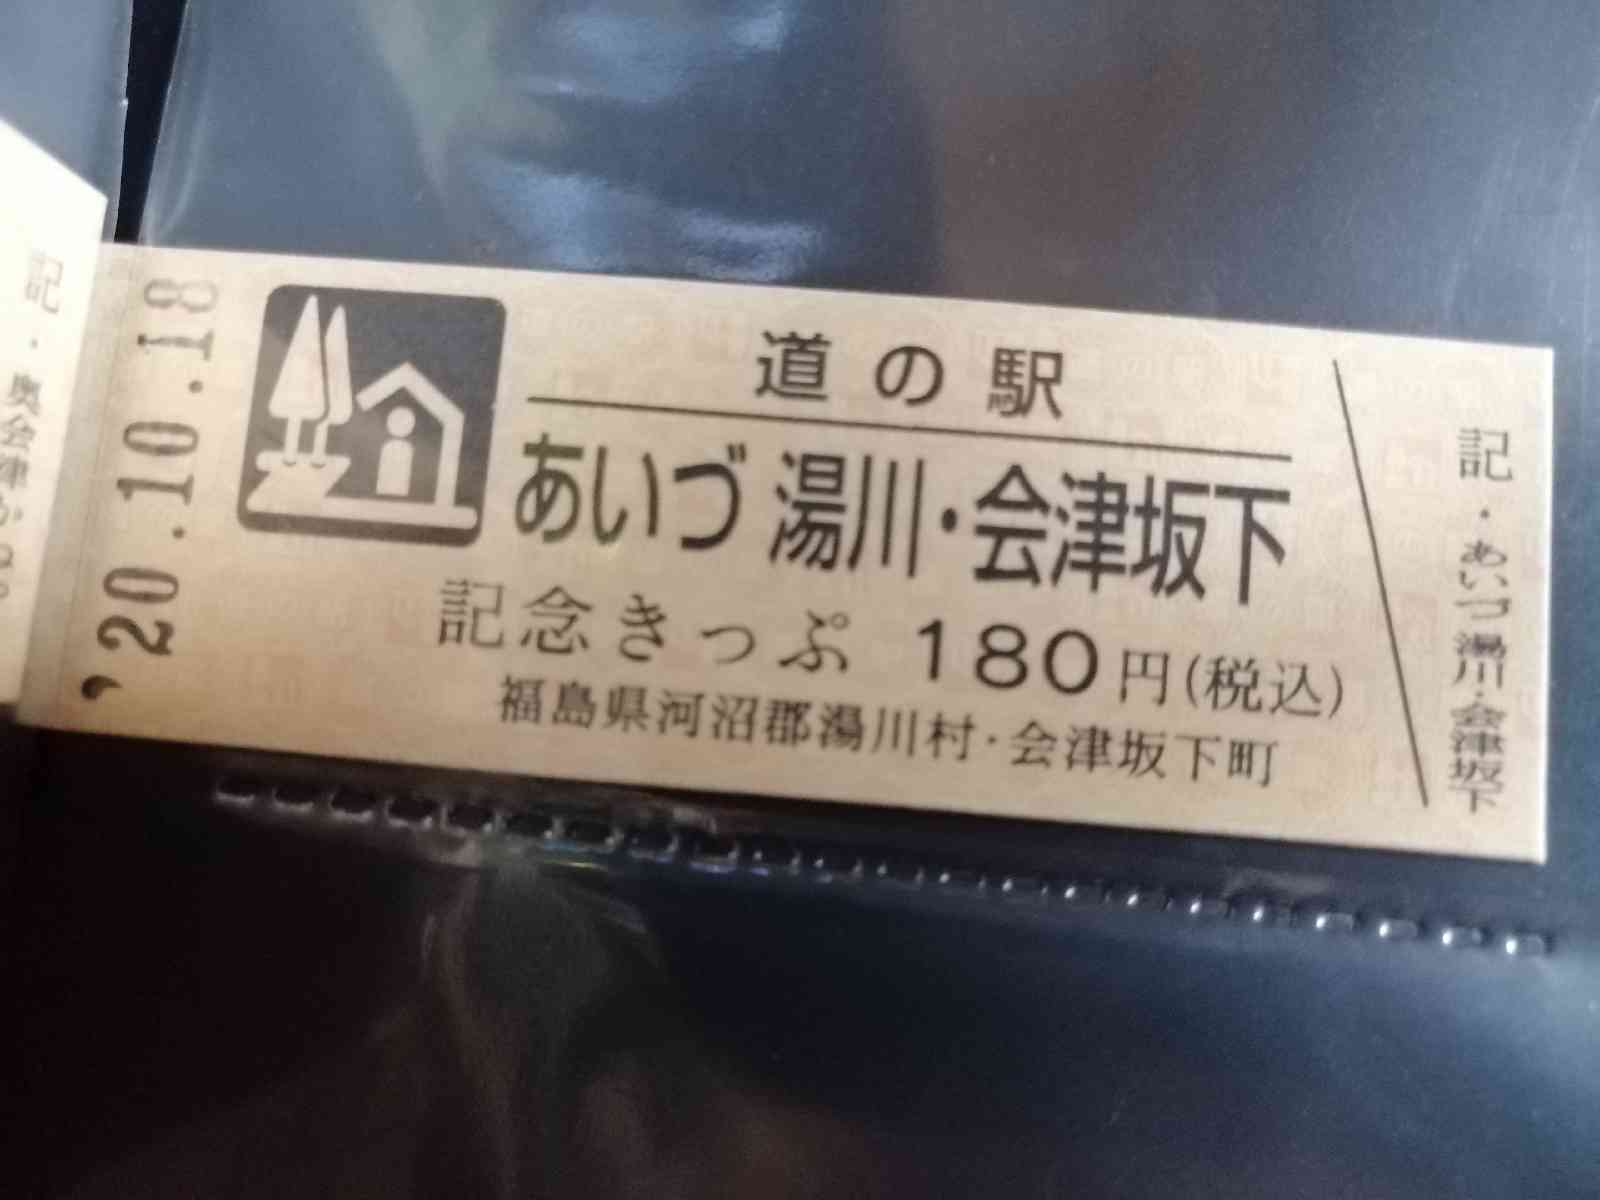 記・奥会津か
'20.10.18
道の駅
あいづ 湯川・会津坂下
記念きっぷ 180円(税込)
福島県河沼郡湯川村・会津坂下町
記・あいづ 湯川・会津坂下